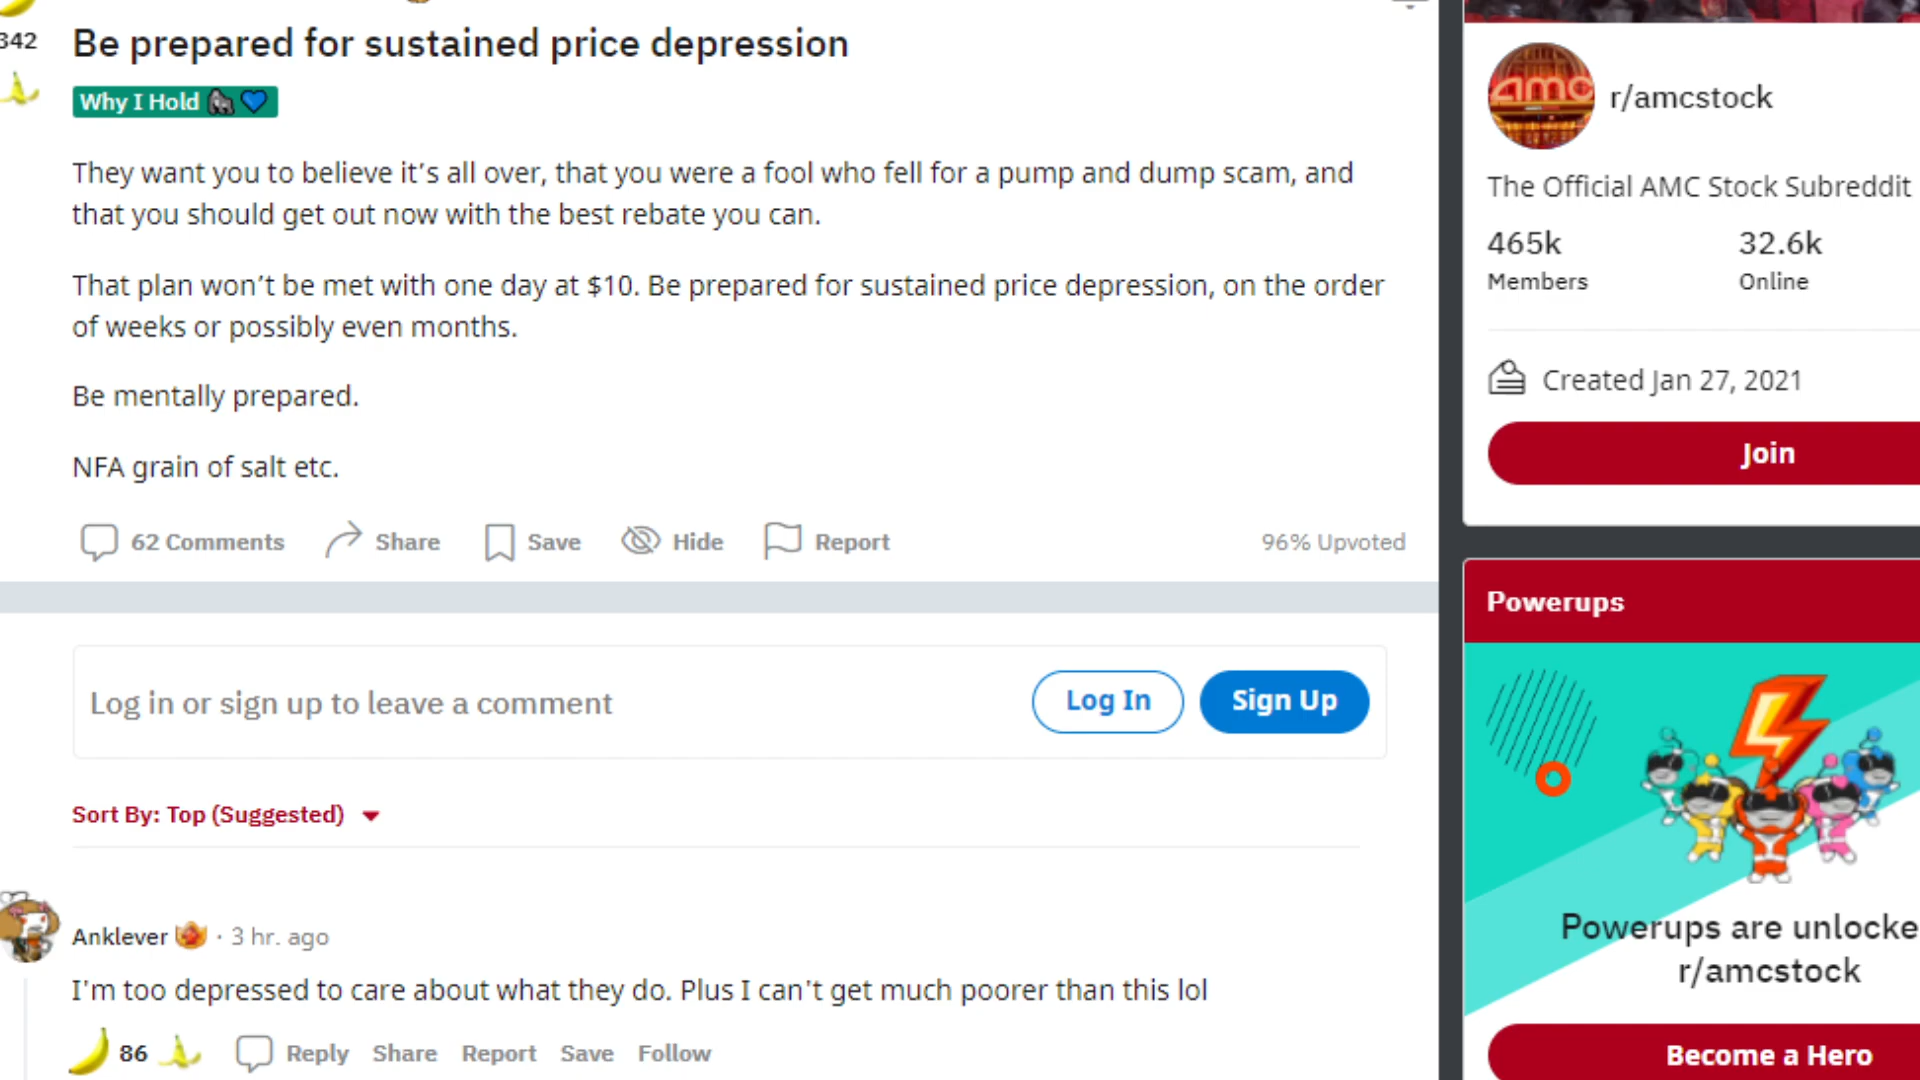 342
Be prepared for sustained price depression
Why I Hold
They want you to believe it’s all over, that you were a fool who fell for a pump and dump scam, and
that you should get out now with the best rebate you can.
That plan won’t be met with one day at $10. Be prepared for sustained price depression, on the order
of weeks or possibly even months.
Be mentally prepared.
NFA grain of salt etc.
62 Comments Share Save Hide Report 96% Upvoted
Log in or sign up to leave a comment Log In Sign Up
Sort By: Top (Suggested)
Anklever · 3 hr. ago
I'm too depressed to care about what they do. Plus I can't get much poorer than this lol
86 Reply Share Report Save Follow
amc
r/amcstock
The Official AMC Stock Subreddit
465k 32.6k
Members Online
Created Jan 27, 2021
Join
Powerups
Powerups are unlocke
r/amcstock
Become a Hero